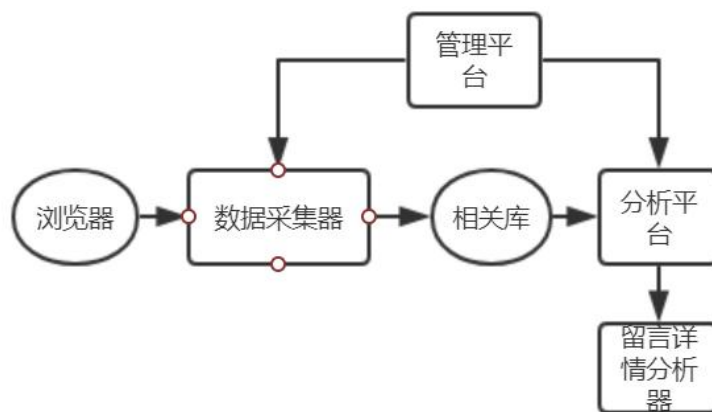 管理平
台
浏览器
数据采集器
相关库
分析平
台
留言详
情分析
器